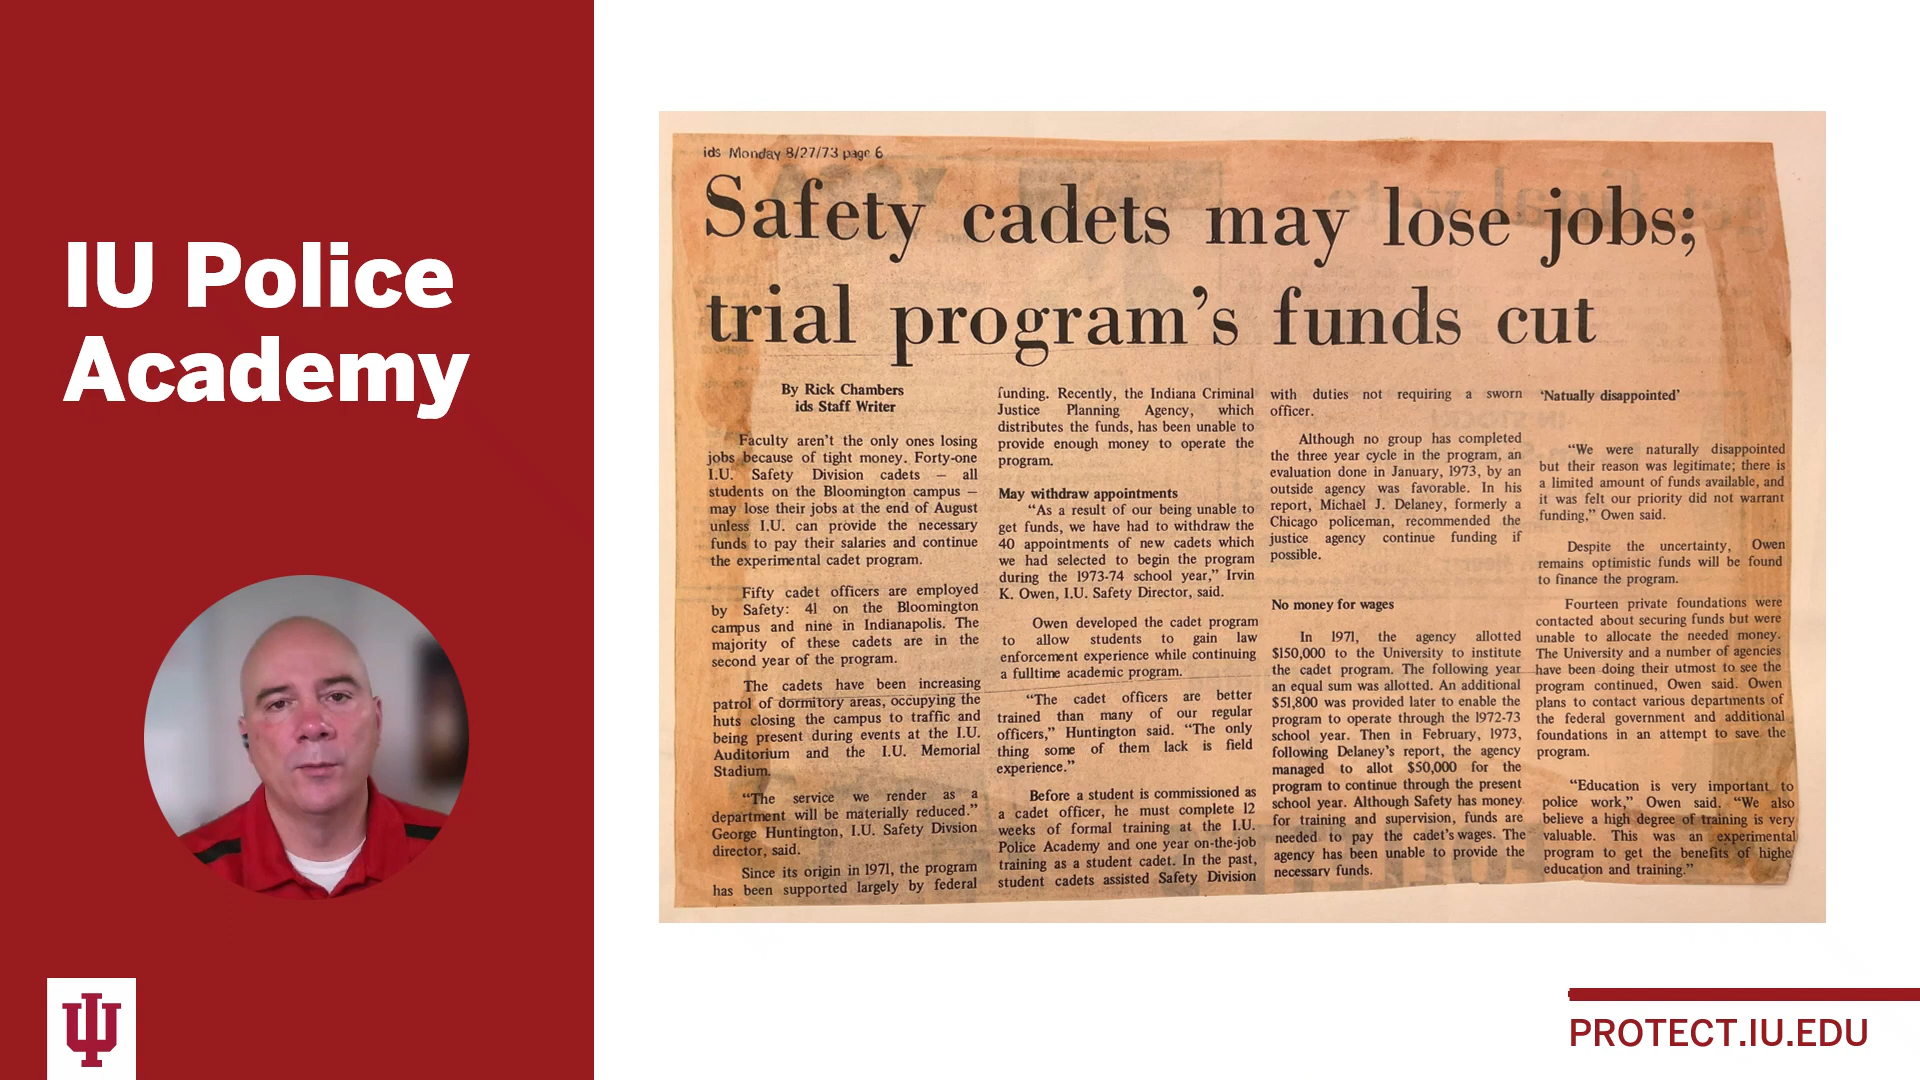 IU Police
Academy
ids Monday 8/27/73 page 6
Safety cadets may lose jobs;
trial program's funds cut
By Rick Chambers
ids Staff Writer
Faculty aren't the only ones losing
jobs because of tight money. Forty-one
I.U. Safety Division cadets — all
students on the Bloomington campus —
may lose their jobs at the end of August
unless I.U. can provide the necessary
funds to pay their salaries and continue
the experimental cadet program.
Fifty cadet officers are employed
by Safety: 41 on the Bloomington
campus and nine in Indianapolis. The
majority of these cadets are in the
second year of the program.
The cadets have been increasing
patrol of dormitory areas, occupying the
huts closing the campus to traffic and
being present during events at the I.U.
Auditorium and the I.U. Memorial
Stadium.
"The service we render as a
department will be materially reduced."
George Huntington, I.U. Safety Divsion
director, said.
Since its origin in 1971, the program
has been supported largely by federal
funding. Recently, the Indiana Criminal
Justice Planning Agency, which
distributes the funds, has been unable to
provide enough money to operate the
program.
May withdraw appointments
"As a result of our being unable to
get funds, we have had to withdraw the
40 appointments of new cadets which
we had selected to begin the program
during the 1973-74 school year," Irvin
K. Owen, I.U. Safety Director, said.
Owen developed the cadet program
to allow students to gain law
enforcement experience while continuing
a fulltime academic program.
"The cadet officers are better
trained than many of our regular
officers," Huntington said. "The only
thing some of them lack is field
experience."
Before a student is commissioned as
a cadet officer, he must complete 12
weeks of formal training at the I.U.
Police Academy and one year on-the-job
training as a student cadet. In the past,
student cadets assisted Safety Division
with duties not requiring a sworn
officer.
Although no group has completed
the three year cycle in the program, an
evaluation done in January, 1973, by an
outside agency was favorable. In his
report, Michael J. Delaney, formerly a
Chicago policeman, recommended the
justice agency continue funding if
possible.
No money for wages
In 1971, the agency allotted
$150,000 to the University to institute
the cadet program. The following year
an equal sum was allotted. An additional
$51,800 was provided later to enable the
program to operate through the 1972-73
school year. Then in February, 1973,
following Delaney's report, the agency
managed to allot $50,000 for the
program to continue through the present
school year. Although Safety has money
for training and supervision, funds are
needed to pay the cadet's wages. The
agency has been unable to provide the
necessary funds.
'Natually disappointed'
"We were naturally disappointed
but their reason was legitimate; there is
a limited amount of funds available, and
it was felt our priority did not warrant
funding," Owen said.
Despite the uncertainty, Owen
remains optimistic funds will be found
to finance the program.
Fourteen private foundations were
contacted about securing funds but were
unable to allocate the needed money.
The University and a number of agencies
have been doing their utmost to see the
program continued, Owen said. Owen
plans to contact various departments of
the federal government and additional
foundations in an attempt to save the
program.
"Education is very important to
police work," Owen said. "We also
believe a high degree of training is very
valuable. This was an experimental
program to get the benefits of highe
education and training."
PROTECT.IU.EDU